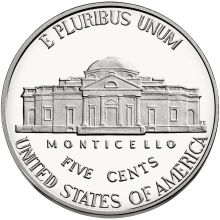 E PLURIBUS UNUM
MONTICELLO
FIVE CENTS
UNITED STATES OF AMERICA